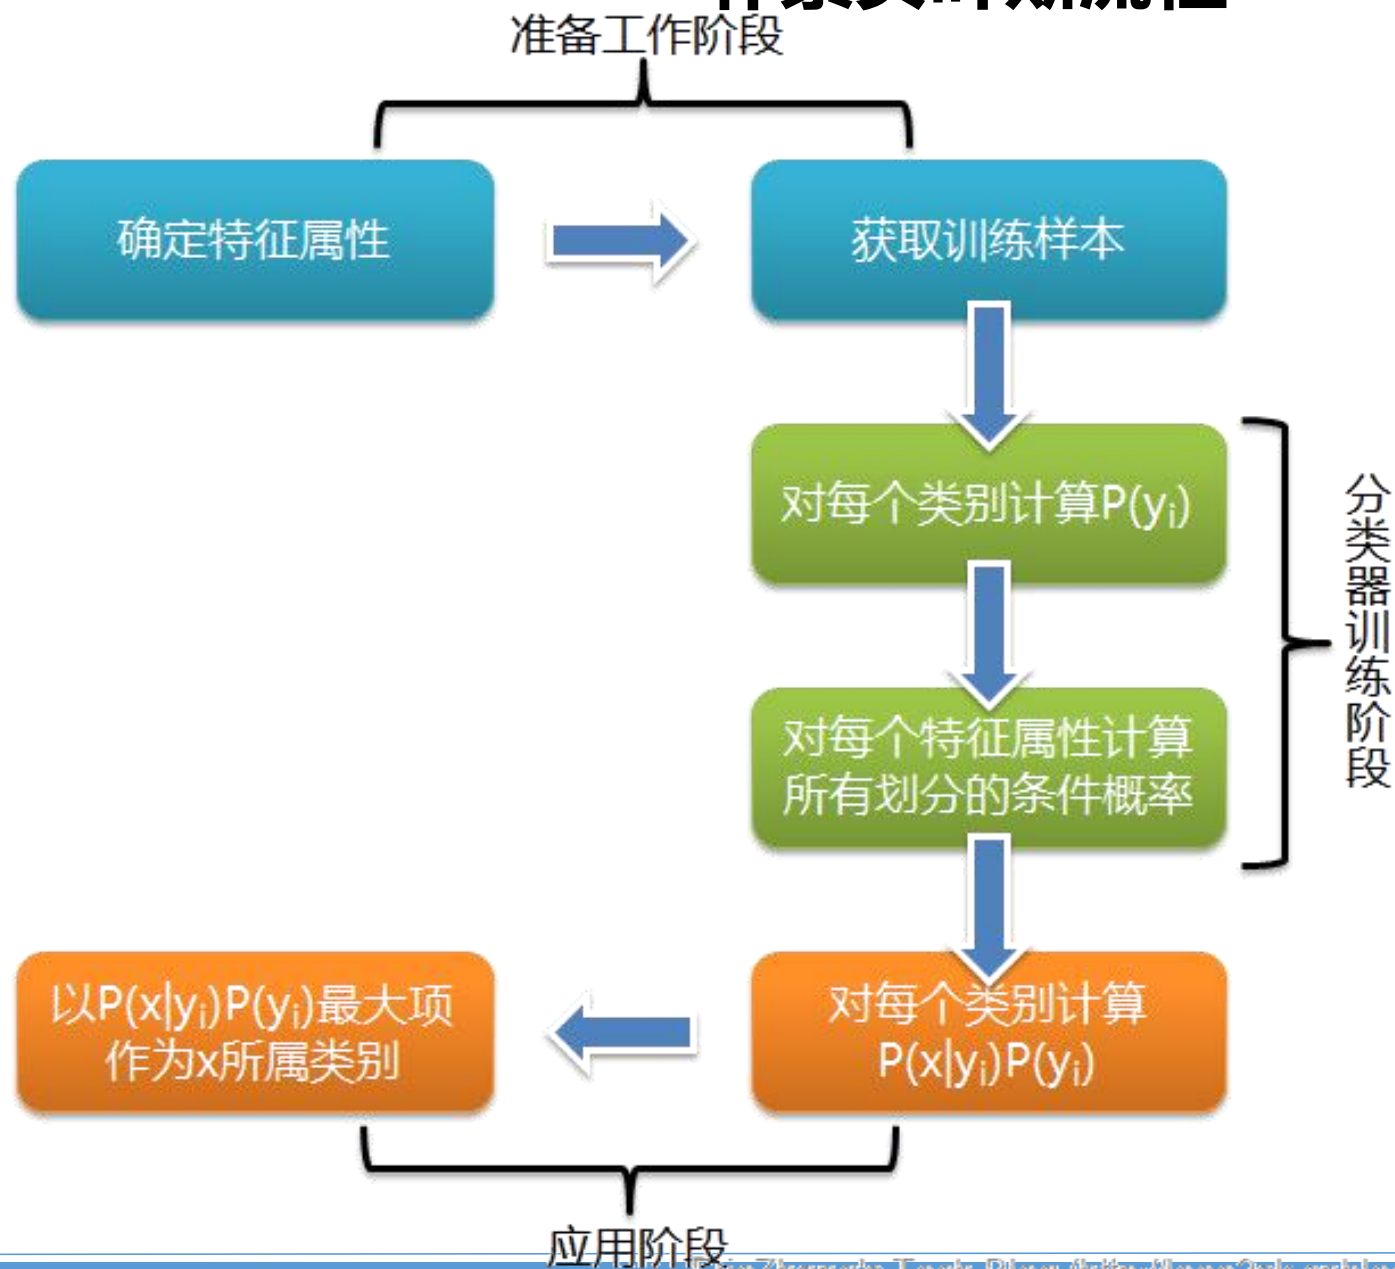 准备工作阶段
确定特征属性
获取训练样本
对每个类别计算P(yi)
对每个特征属性计算
所有划分的条件概率
分类器训练阶段
对每个类别计算
P(x|yi)P(yi)
以P(x|yi)P(yi)最大项
作为x所属类别
应用阶段